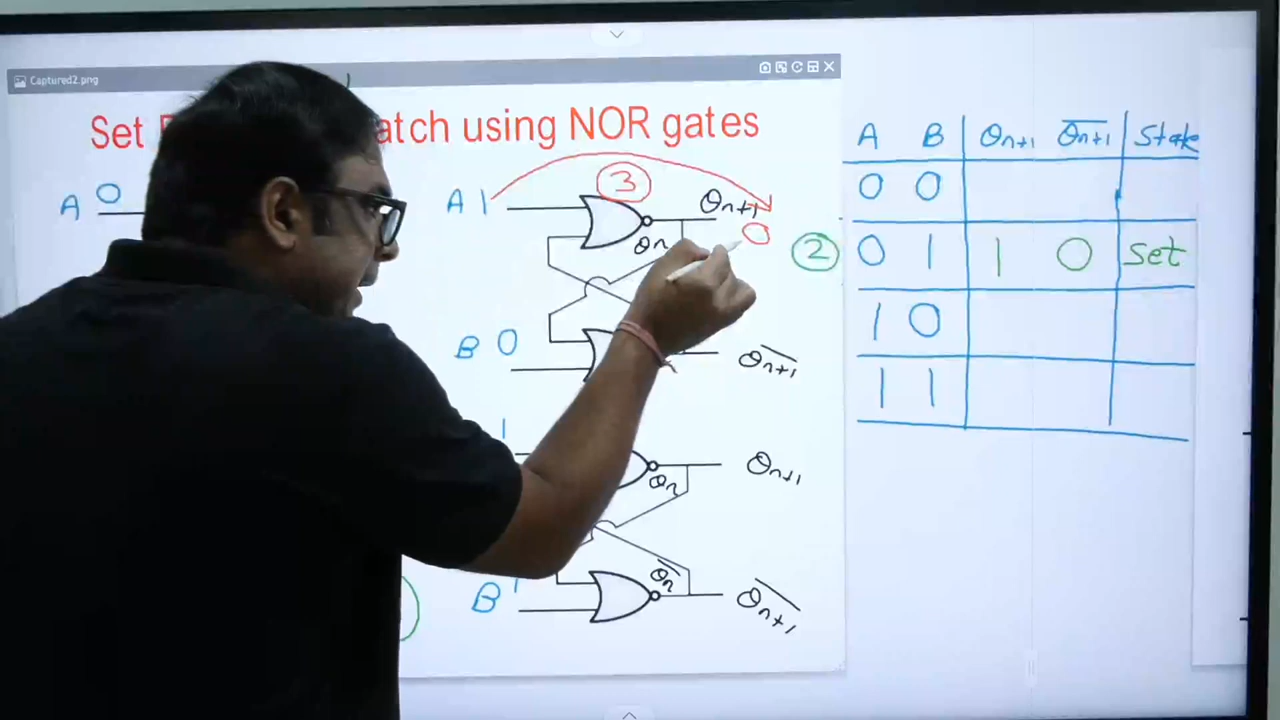 Captured2.png
Set atch using NOR gates
A 0
A 1
3
Qn+1
Qn
0
B 0
Qn+1
1
Qn+1
Qn
B 1
Qn
Qn+1
A B Qn+1 Qn+1 State
0 0
2 0 1 1 0 Set
1 0
1 1